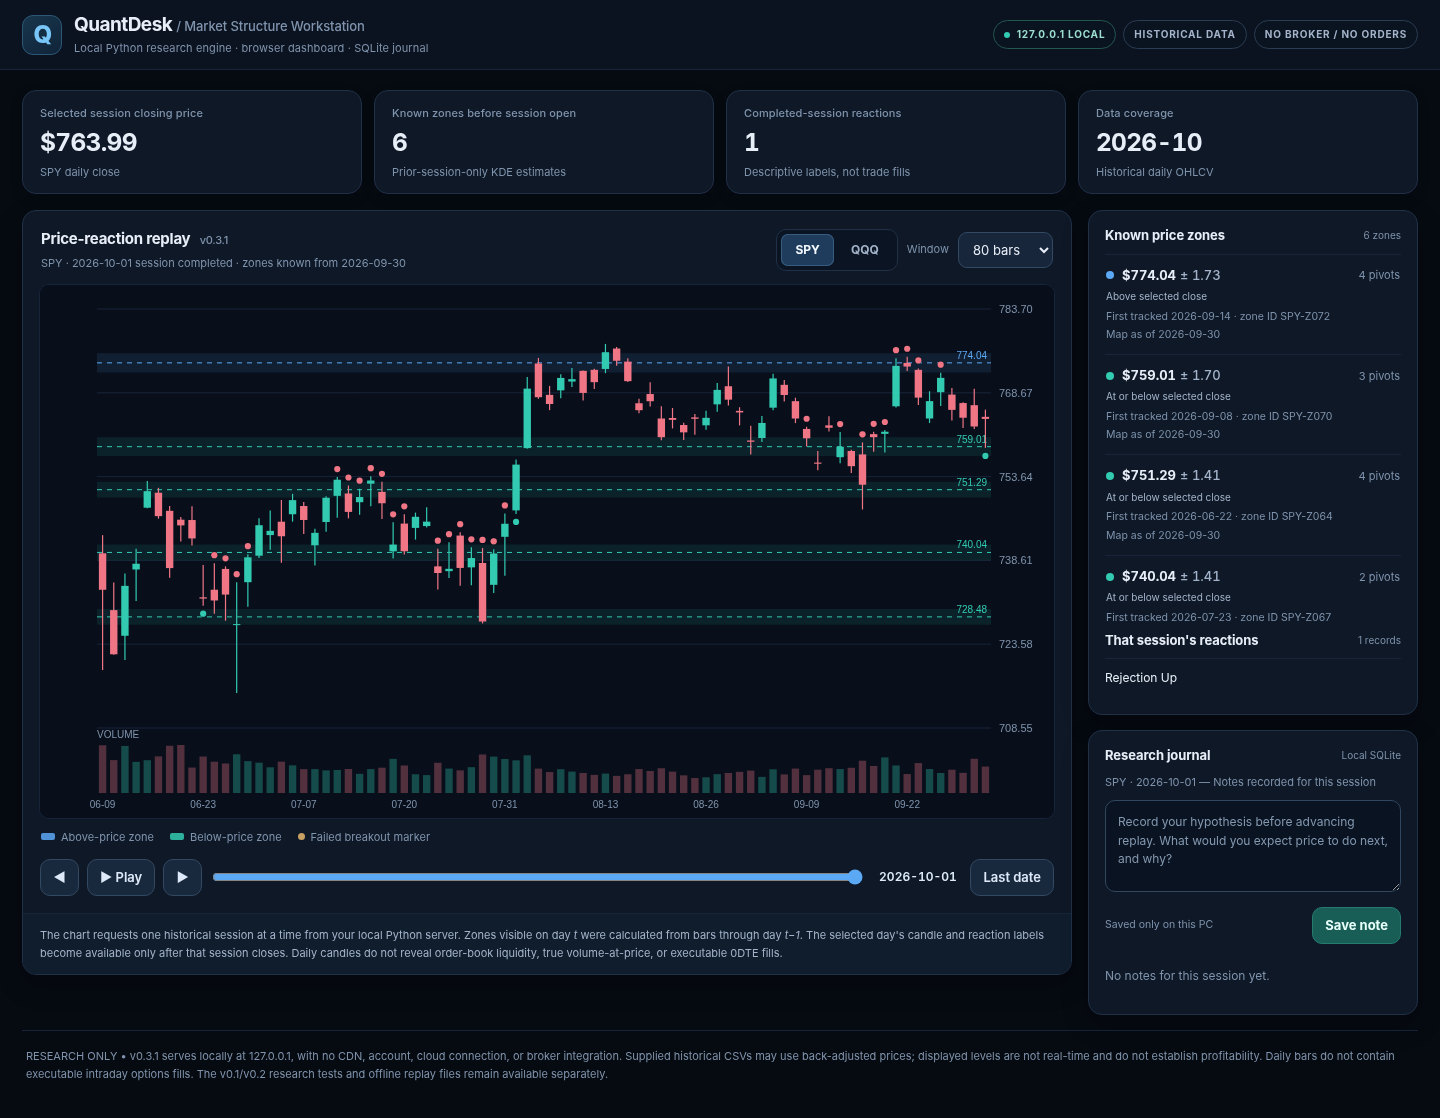 Q
QuantDesk / Market Structure Workstation
Local Python research engine · browser dashboard · SQLite journal
127.0.0.1 LOCAL
HISTORICAL DATA
NO BROKER / NO ORDERS
Selected session closing price
$763.99
SPY daily close
Known zones before session open
6
Prior-session-only KDE estimates
Completed-session reactions
1
Descriptive labels, not trade fills
Data coverage
2026-10
Historical daily OHLCV
Price-reaction replay v0.3.1
SPY · 2026-10-01 session completed · zones known from 2026-09-30
SPY
QQQ
Window
80 bars
783.70
774.04
768.67
759.01
753.64
751.29
740.04
738.61
728.48
723.58
708.55
VOLUME
06-09 06-23 07-07 07-20 07-31 08-13 08-26 09-09 09-22
Above-price zone
Below-price zone
Failed breakout marker
◀
▶ Play
▶
2026-10-01
Last date
The chart requests one historical session at a time from your local Python server. Zones visible on day t were calculated from bars through day t−1. The selected day's candle and reaction labels
become available only after that session closes. Daily candles do not reveal order-book liquidity, true volume-at-price, or executable 0DTE fills.
Known price zones
6 zones
$774.04 ± 1.73
4 pivots
Above selected close
First tracked 2026-09-14 · zone ID SPY-Z072
Map as of 2026-09-30
$759.01 ± 1.70
3 pivots
At or below selected close
First tracked 2026-09-08 · zone ID SPY-Z070
Map as of 2026-09-30
$751.29 ± 1.41
4 pivots
At or below selected close
First tracked 2026-06-22 · zone ID SPY-Z064
Map as of 2026-09-30
$740.04 ± 1.41
2 pivots
At or below selected close
First tracked 2026-07-23 · zone ID SPY-Z067
That session's reactions
1 records
Rejection Up
Research journal
Local SQLite
SPY · 2026-10-01 — Notes recorded for this session
Record your hypothesis before advancing
replay. What would you expect price to do next,
and why?
Saved only on this PC
Save note
No notes for this session yet.
RESEARCH ONLY • v0.3.1 serves locally at 127.0.0.1, with no CDN, account, cloud connection, or broker integration. Supplied historical CSVs may use back-adjusted prices; displayed levels are not real-time and do not establish profitability. Daily bars do not contain
executable intraday options fills. The v0.1/v0.2 research tests and offline replay files remain available separately.